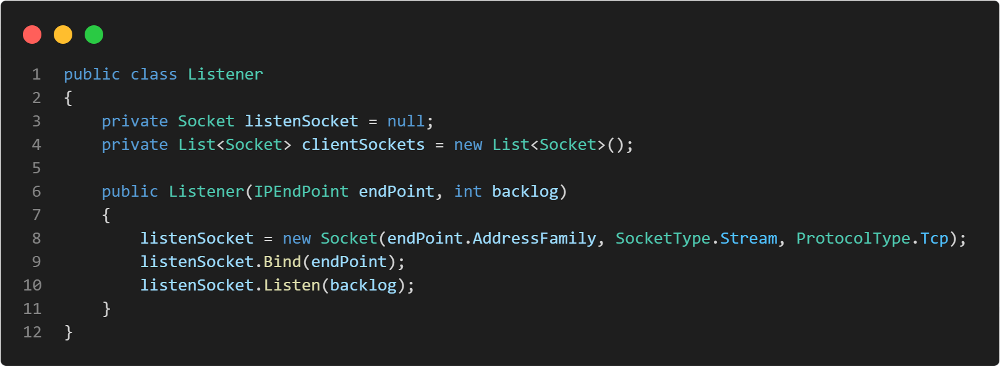 1 public class Listener
2 {
3     private Socket listenSocket = null;
4     private List<Socket> clientSockets = new List<Socket>();
5
6     public Listener(IPEndPoint endPoint, int backlog)
7     {
8         listenSocket = new Socket(endPoint.AddressFamily, SocketType.Stream, ProtocolType.Tcp);
9         listenSocket.Bind(endPoint);
10         listenSocket.Listen(backlog);
11     }
12 }